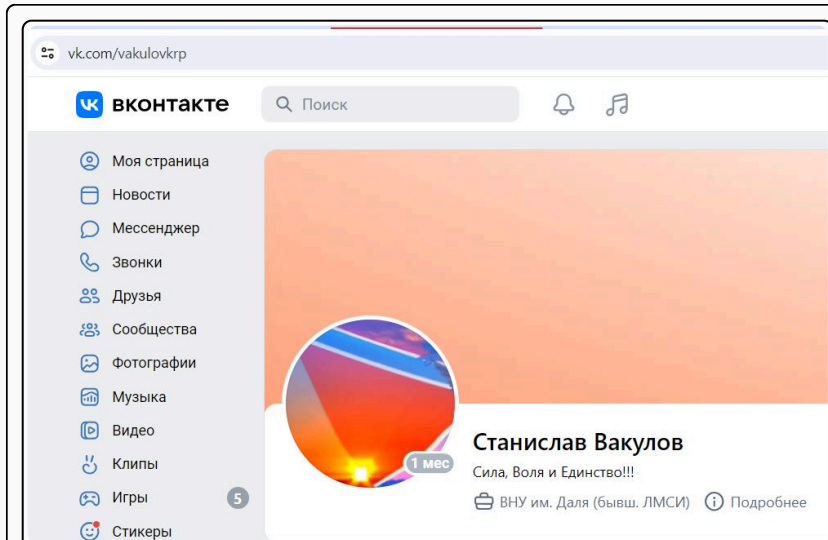 vk.com/vakulovkrp
вконтакте
Поиск
Моя страница
Новости
Мессенджер
Звонки
Друзья
Сообщества
Фотографии
Музыка
Видео
Клипы
Игры 5
Стикеры
1 мес
Станислав Вакулов
Сила, Воля и Единство!!!
ВНУ им. Даля (бывш. ЛМСИ) Подробнее